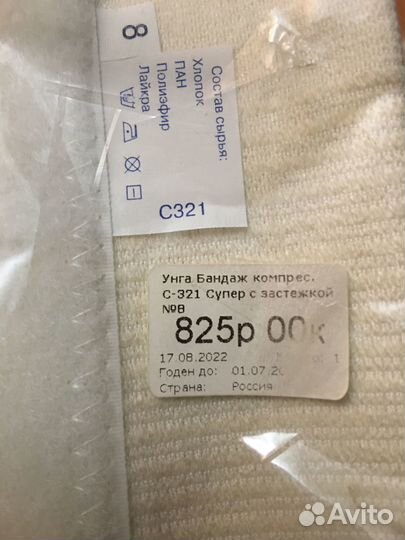 8
Состав сырья:
Хлопок
ПАН
Полиэфир
Лайкра
С321
Унга Бандаж компрес.
С-321 Супер с застежкой
№8
825р 00к
17.08.2022
Годен до: 01.07.20
Страна: Россия
Avito